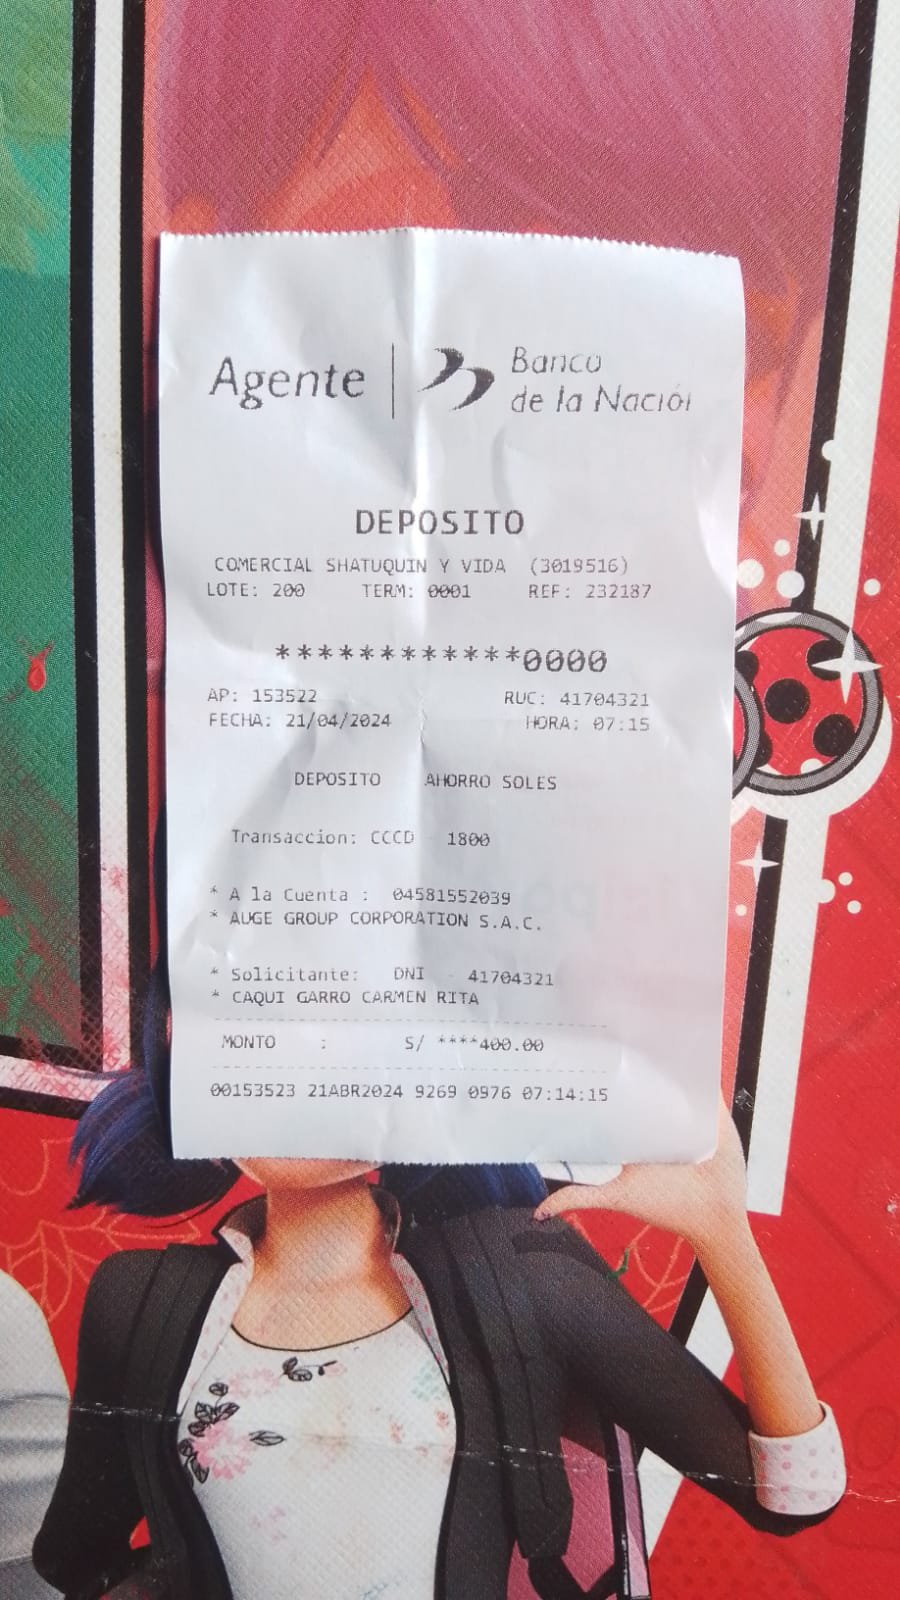 Agente | Banco de la Nación
DEPOSITO
COMERCIAL SHATUQUIN Y VIDA (3019516)
LOTE: 200 TERM: 0001 REF: 232187
************0000
AP: 153522 RUC: 41704321
FECHA: 21/04/2024 HORA: 07:15
DEPOSITO AHORRO SOLES
Transaccion: CCCD 1800
* A la Cuenta : 04581552039
* AUGE GROUP CORPORATION S.A.C.
* Solicitante: DNI - 41704321
* CAQUI GARRO CARMEN RITA
MONTO : S/ ****400.00
00153523 21ABR2024 9269 0976 07:14:15